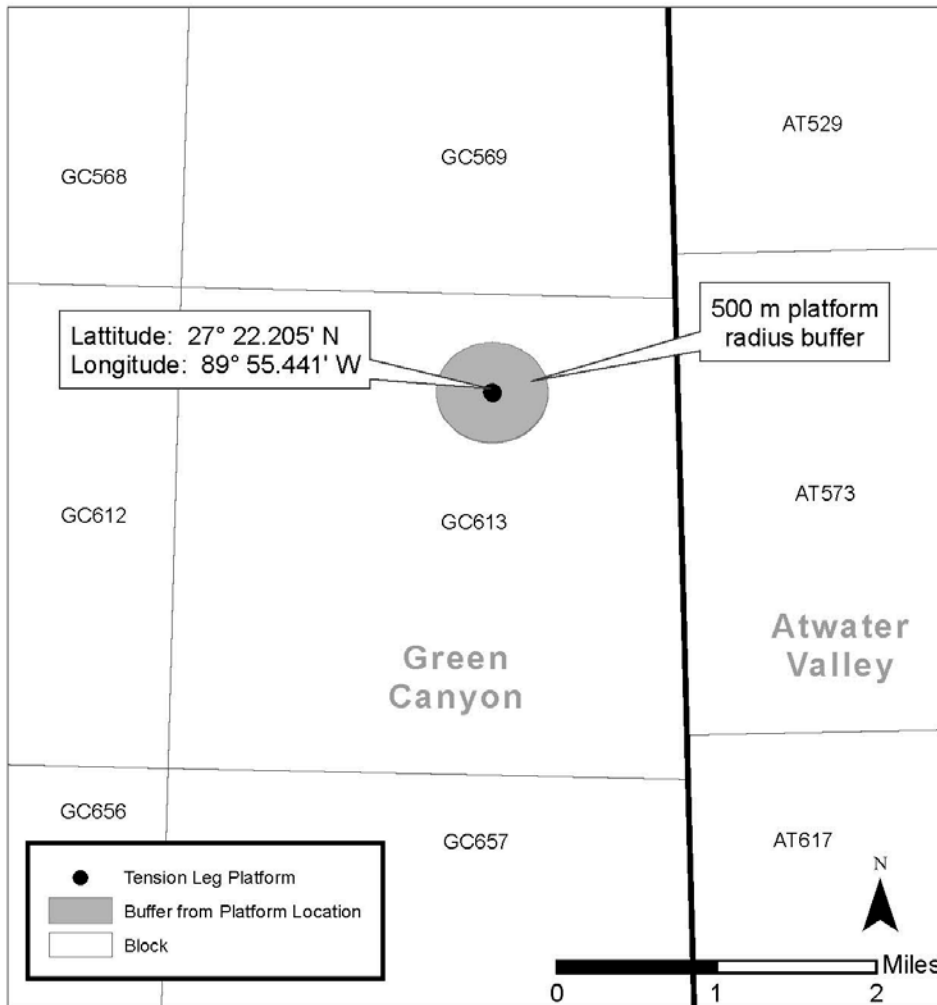 AT529
GC569
GC568
Lattitude:  27° 22.205' N
Longitude:  89° 55.441' W
500 m platform
radius buffer
AT573
GC612
GC613
Atwater
Valley
Green
Canyon
GC656
GC657
AT617
N
Tension Leg Platform
Buffer from Platform Location
Block
Miles
0 1 2